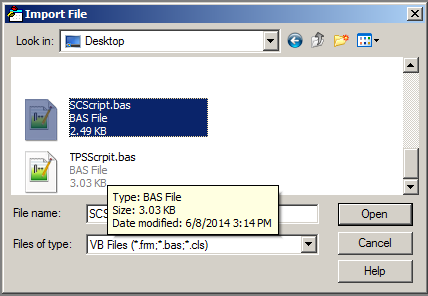 Import File
Look in:
Desktop
SCScript.bas
BAS File
2.49 KB
TPSScrpit.bas
BAS File
3.03 KB
Type: BAS File
Size: 3.03 KB
Date modified: 6/8/2014 3:14 PM
File name:
SCS
Open
Files of type:
VB Files (*.frm;*.bas;*.cls)
Cancel
Help